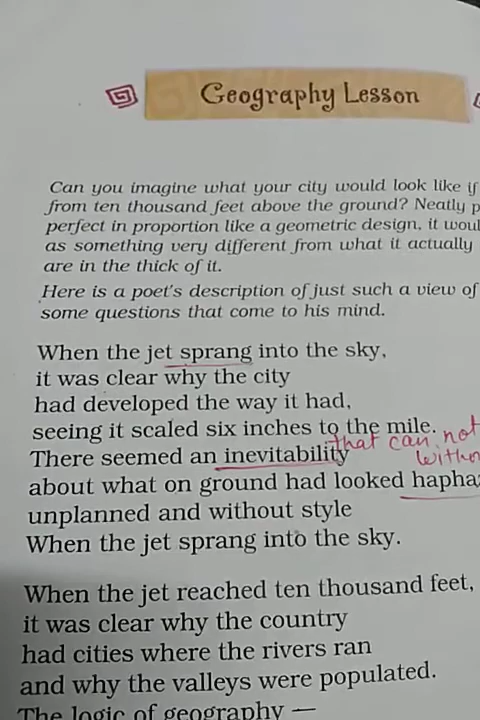 Geography Lesson
Can you imagine what your city would look like if
from ten thousand feet above the ground? Neatly
perfect in proportion like a geometric design, it
as something very different from what it actually
are in the thick of it.
Here is a poet's description of just such a view of
some questions that come to his mind.
When the jet sprang into the sky,
it was clear why the city
had developed the way it had,
seeing it scaled six inches to the mile.
that can not
There seemed an inevitability
about what on ground had looked
unplanned and without style
When the jet sprang into the sky.
When the jet reached ten thousand feet,
it was clear why the country
had cities where the rivers ran
and why the valleys were populated.
The logic of geography —